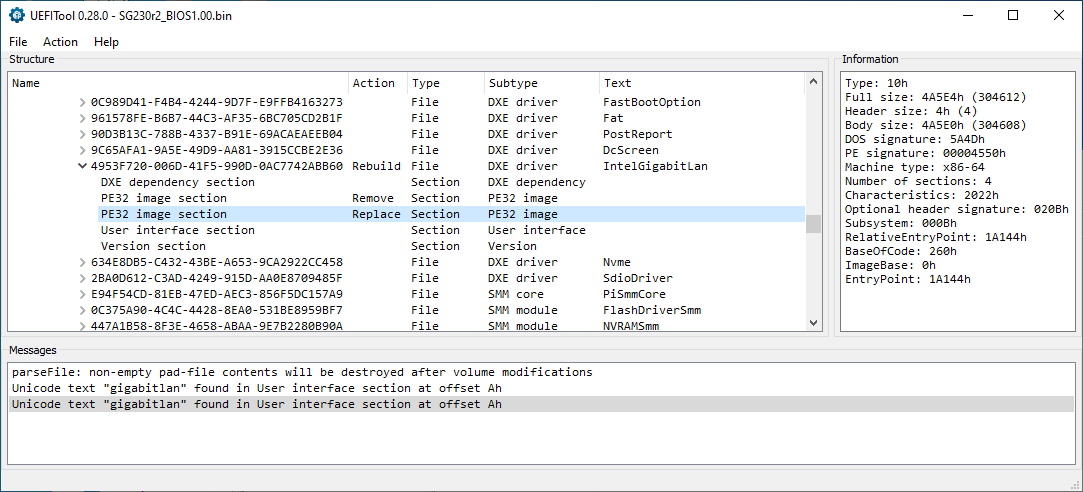 UEFITool 0.28.0 - SG230r2_BIOS1.00.bin
File Action Help
Structure
Name Action Type Subtype Text
0C989D41-F4B4-4244-9D7F-E9FFB4163273 File DXE driver FastBootOption
961578FE-B6B7-44C3-AF35-6BC705CD2B1F File DXE driver Fat
90D3B13C-788B-4337-B91E-69ACAEAEEB04 File DXE driver PostReport
9C65AFA1-9A5E-49D9-AA81-3915CCBE2E36 File DXE driver DcScreen
4953F720-006D-41F5-990D-0AC7742ABB60 Rebuild File DXE driver IntelGigabitLan
DXE dependency section Section DXE dependency
PE32 image section Remove Section PE32 image
PE32 image section Replace Section PE32 image
User interface section Section User interface
Version section Section Version
634E8DB5-C432-43BE-A653-9CA2922CC458 File DXE driver Nvme
2BA0D612-C3AD-4249-915D-AA0E8709485F File DXE driver SdioDriver
E94F54CD-81EB-47ED-AEC3-856F5DC157A9 File SMM core PiSmmCore
0C375A90-4C4C-4428-8EA0-531BE8959BF7 File SMM module FlashDriverSmm
447A1B58-8F3E-4658-ABAA-9E7B2280B90A File SMM module NVRAMSmm
Information
Type: 10h
Full size: 4A5E4h (304612)
Header size: 4h (4)
Body size: 4A5E0h (304608)
DOS signature: 5A4Dh
PE signature: 00004550h
Machine type: x86-64
Number of sections: 4
Characteristics: 2022h
Optional header signature: 020Bh
Subsystem: 000Bh
RelativeEntryPoint: 1A144h
BaseOfCode: 260h
ImageBase: 0h
EntryPoint: 1A144h
Messages
parseFile: non-empty pad-file contents will be destroyed after volume modifications
Unicode text "gigabitlan" found in User interface section at offset Ah
Unicode text "gigabitlan" found in User interface section at offset Ah